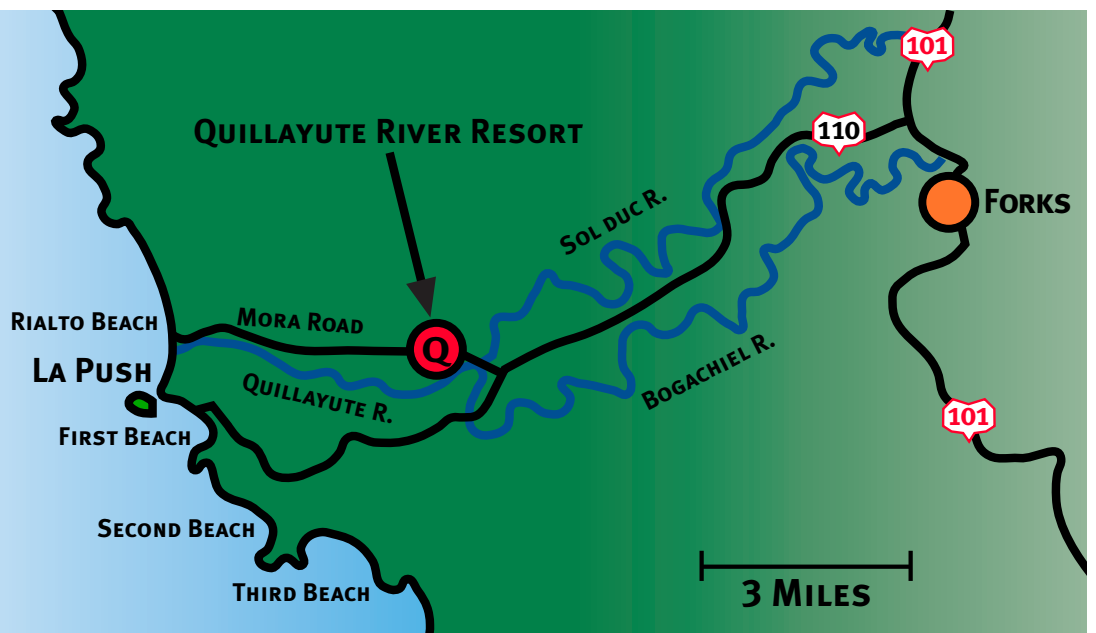 101
110
Quillayute River Resort
Forks
Sol duc R.
Rialto Beach
Mora Road
Q
La Push
Quillayute R.
Bogachiel R.
First Beach
101
Second Beach
Third Beach
3 Miles